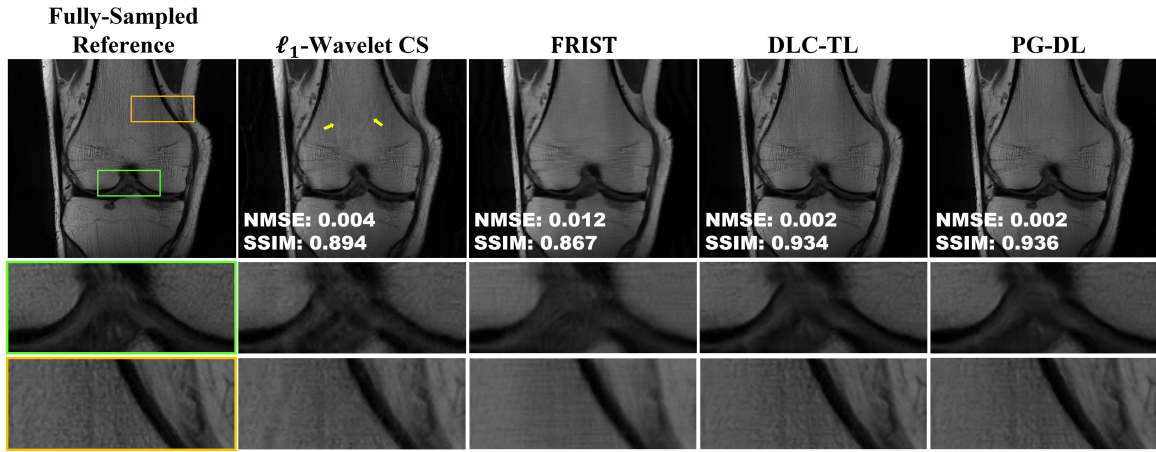 Fully-Sampled
Reference
ℓ₁-Wavelet CS
FRIST
DLC-TL
PG-DL
NMSE: 0.004
SSIM: 0.894
NMSE: 0.012
SSIM: 0.867
NMSE: 0.002
SSIM: 0.934
NMSE: 0.002
SSIM: 0.936